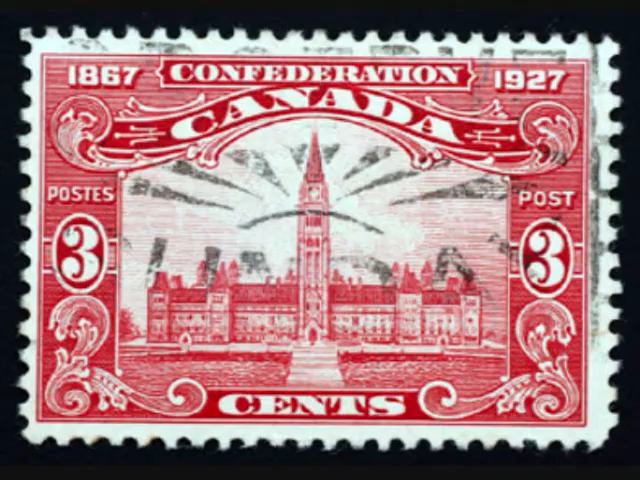 1867 CONFEDERATION 1927
CANADA
POSTES POST
3 3
CENTS